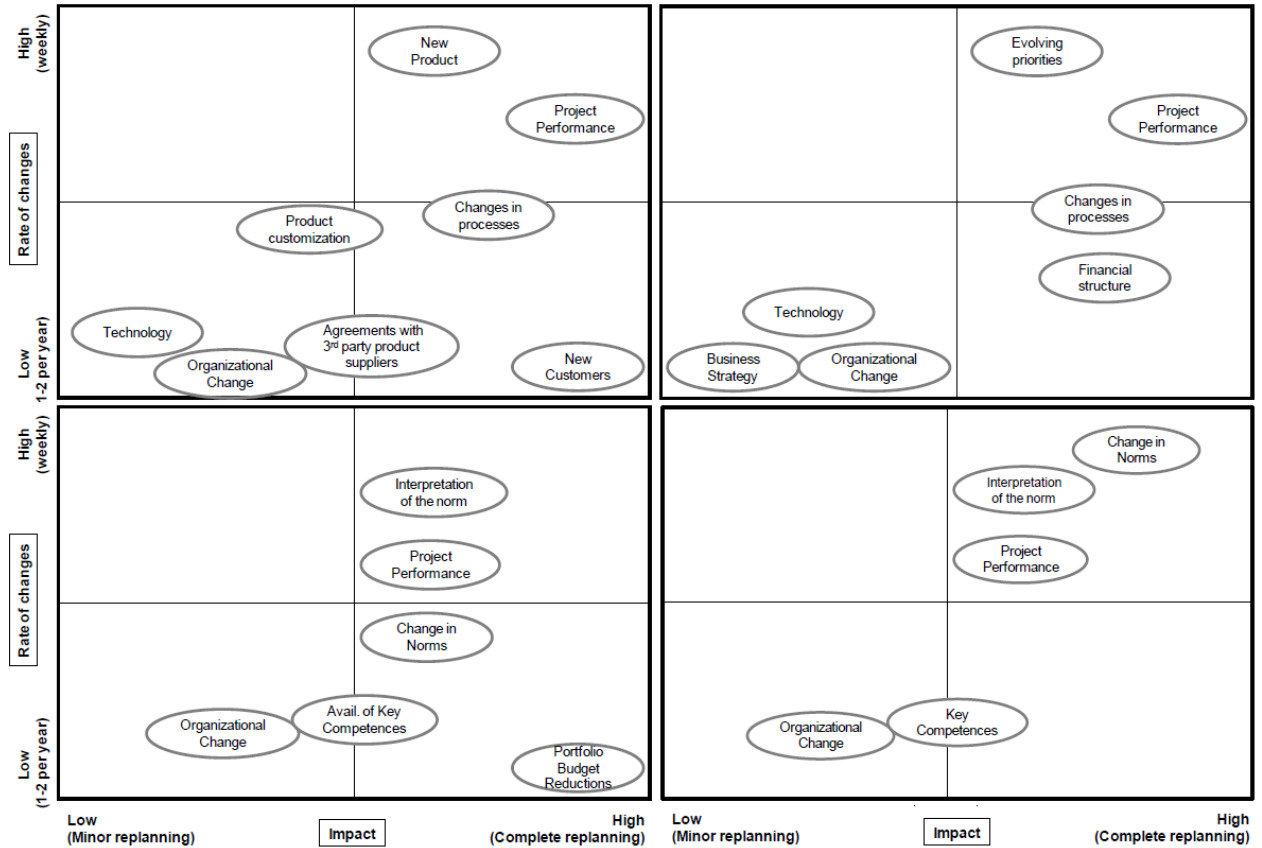 High
(weekly)
Rate of changes
Low
1-2 per year)
New
Product
Project
Performance
Product
customization
Changes in
processes
Technology
Organizational
Change
Agreements with
3rd party product
suppliers
New
Customers
Evolving
priorities
Project
Performance
Changes in
processes
Financial
structure
Technology
Business
Strategy
Organizational
Change
High
(weekly)
Rate of changes
Low
(1-2 per year)
Interpretation
of the norm
Project
Performance
Change in
Norms
Organizational
Change
Avail. of Key
Competences
Portfolio
Budget
Reductions
Change in
Norms
Interpretation
of the norm
Project
Performance
Organizational
Change
Key
Competences
Low
(Minor replanning)
Impact
High
(Complete replanning)
Low
(Minor replanning)
Impact
High
(Complete replanning)